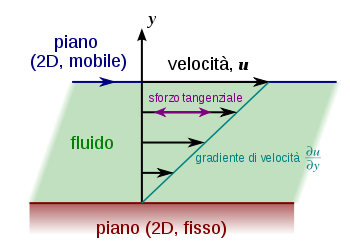 y
piano
(2D, mobile)
velocità, u
sforzo tangenziale
fluido
gradiente di velocità ∂u/∂y
piano (2D, fisso)